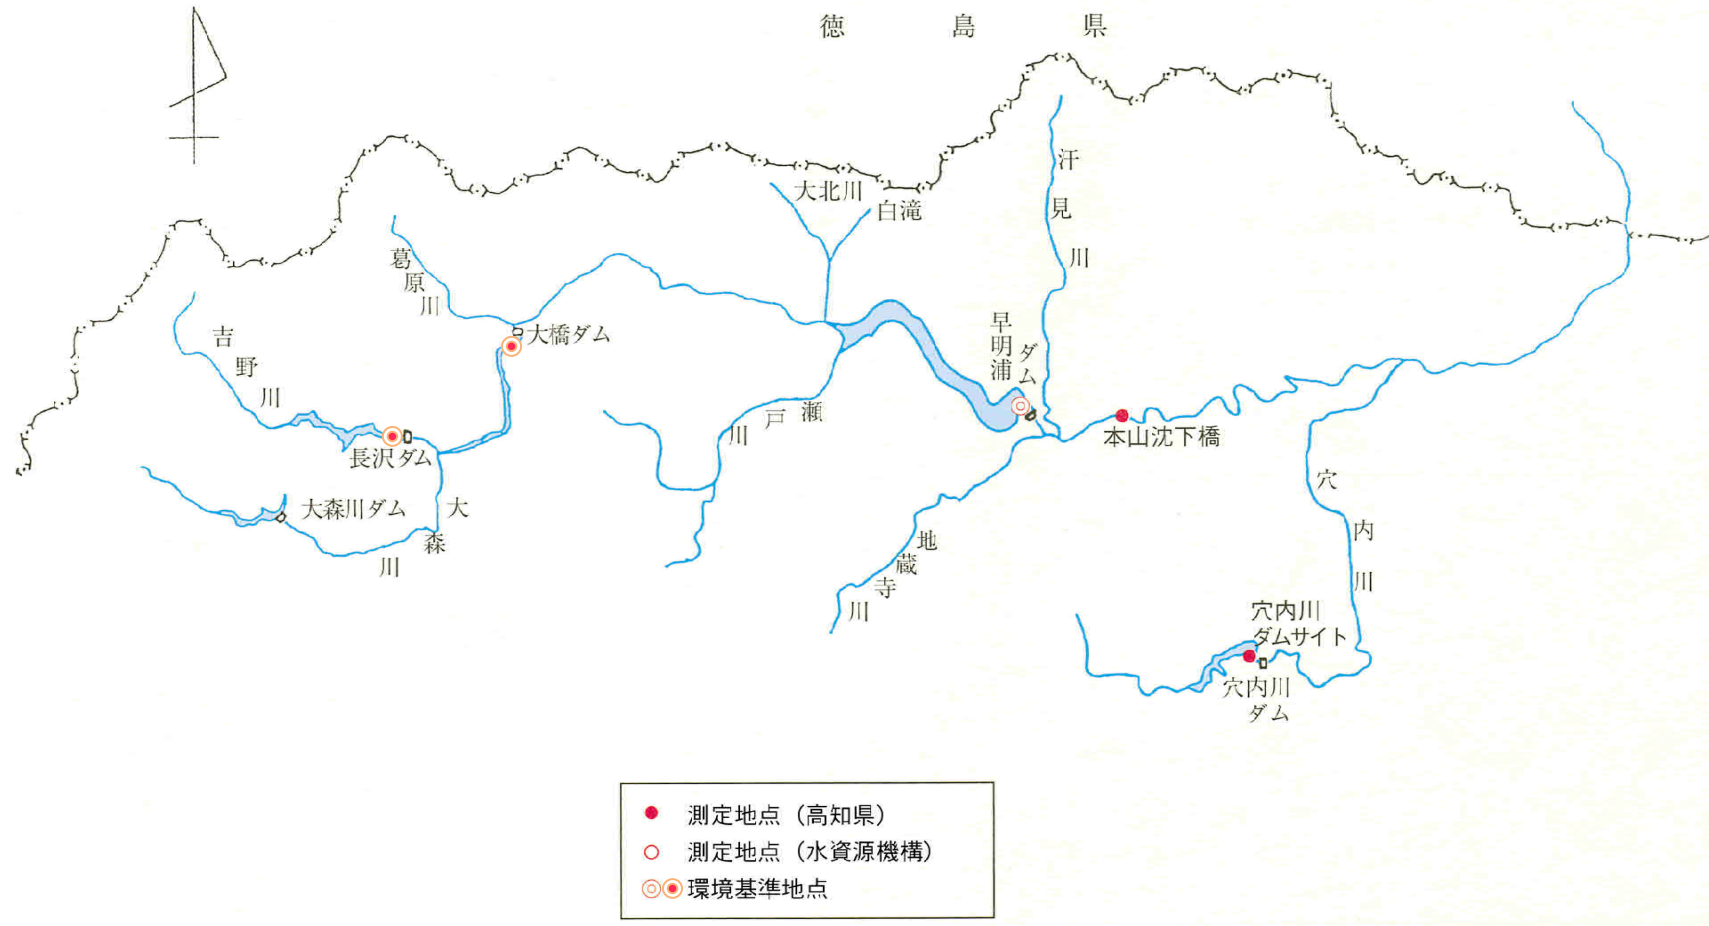 徳島県
大北川
白滝
汗見川
葛原川
吉野川
大橋ダム
早明浦
ダム
瀬戸川
本山沈下橋
長沢ダム
大森川ダム
大森川
地蔵寺川
穴内川
穴内川
ダムサイト
穴内川
ダム
測定地点（高知県）
測定地点（水資源機構）
環境基準地点